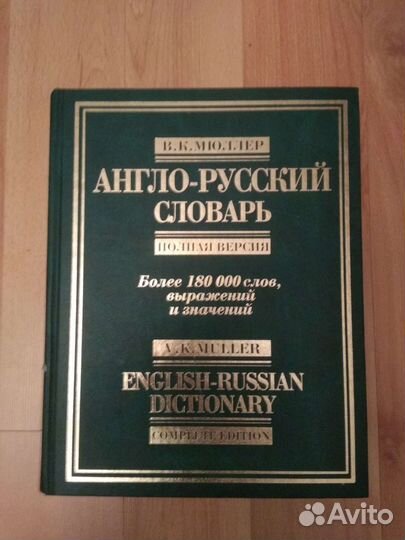 В.К.МЮЛЛЕР
АНГЛО-РУССКИЙ
СЛОВАРЬ
ПОЛНАЯ ВЕРСИЯ
Более 180 000 слов,
выражений
и значений
V.K.MULLER
ENGLISH-RUSSIAN
DICTIONARY
COMPLETE EDITION
Avito